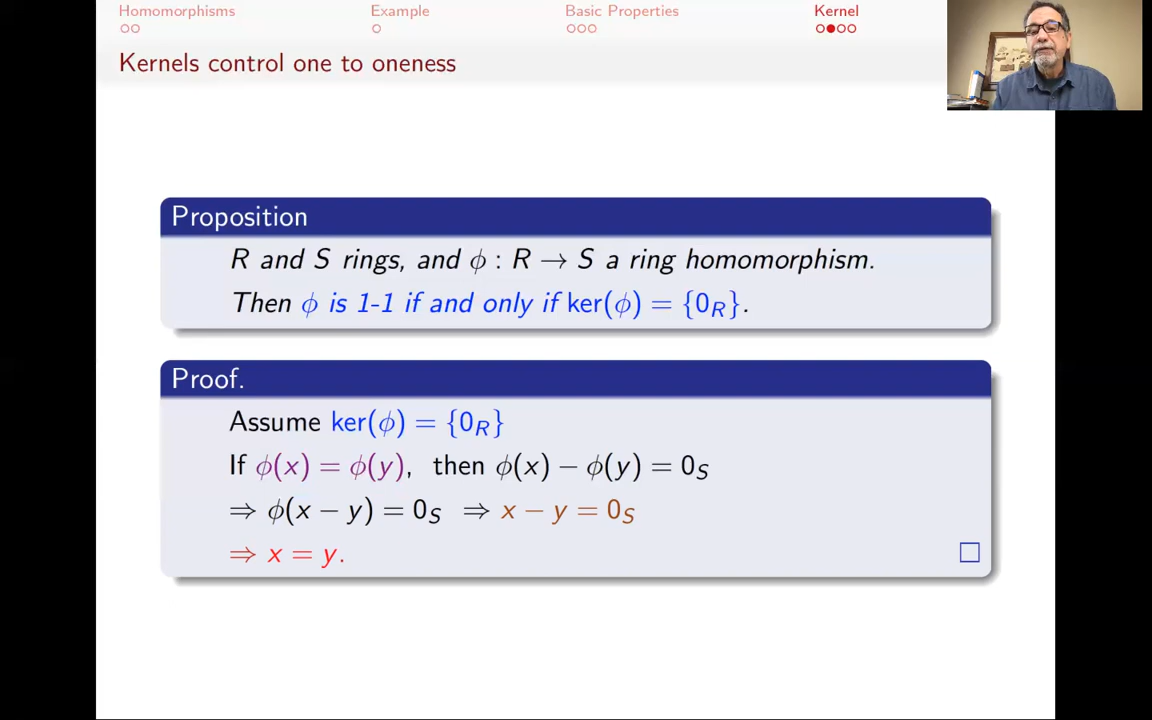 Homomorphisms Example Basic Properties Kernel
Kernels control one to oneness
Proposition
R and S rings, and ϕ : R → S a ring homomorphism.
Then ϕ is 1-1 if and only if ker(ϕ) = {0_R}.
Proof.
Assume ker(ϕ) = {0_R}
If ϕ(x) = ϕ(y), then ϕ(x) − ϕ(y) = 0_S
⇒ ϕ(x − y) = 0_S ⇒ x − y = 0_S
⇒ x = y.